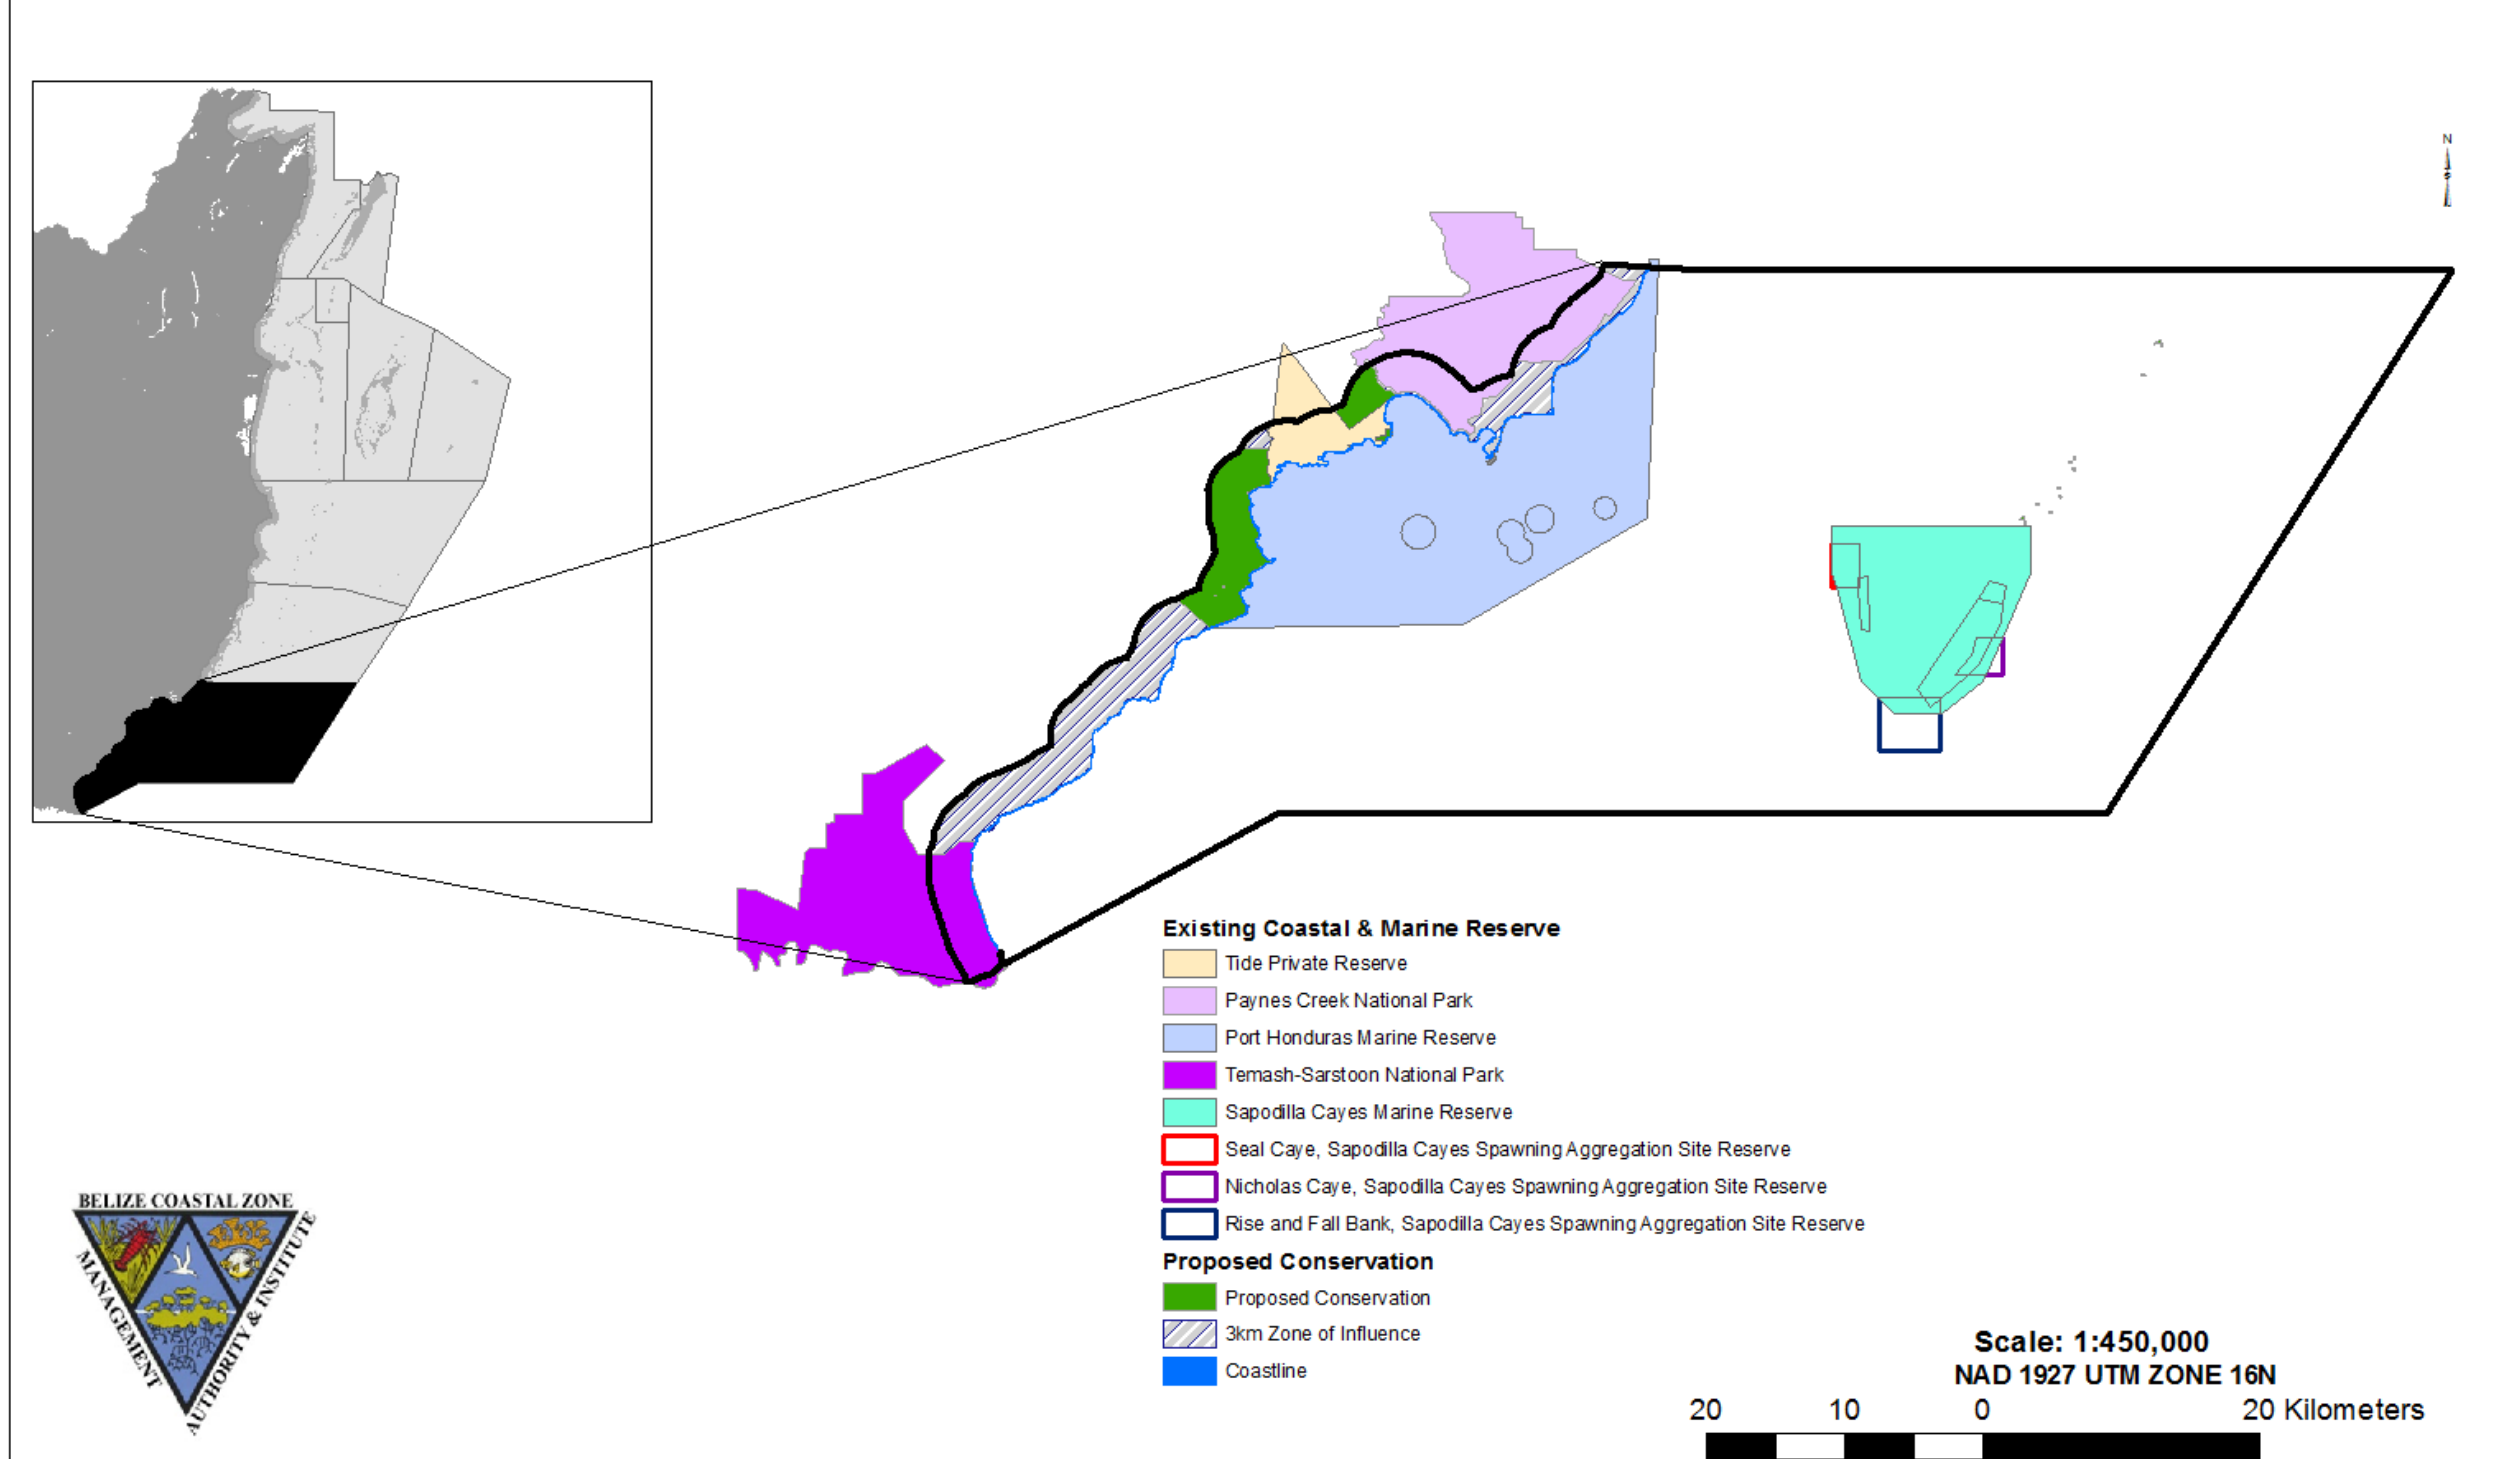 N
S
Existing Coastal & Marine Reserve
Tide Private Reserve
Paynes Creek National Park
Port Honduras Marine Reserve
Temash-Sarstoon National Park
Sapodilla Cayes Marine Reserve
Seal Caye, Sapodilla Cayes Spawning Aggregation Site Reserve
Nicholas Caye, Sapodilla Cayes Spawning Aggregation Site Reserve
Rise and Fall Bank, Sapodilla Cayes Spawning Aggregation Site Reserve
Proposed Conservation
Proposed Conservation
3km Zone of Influence
Coastline
BELIZE COASTAL ZONE
MANAGEMENT
AUTHORITY & INSTITUTE
Scale: 1:450,000
NAD 1927 UTM ZONE 16N
20 10 0 20 Kilometers